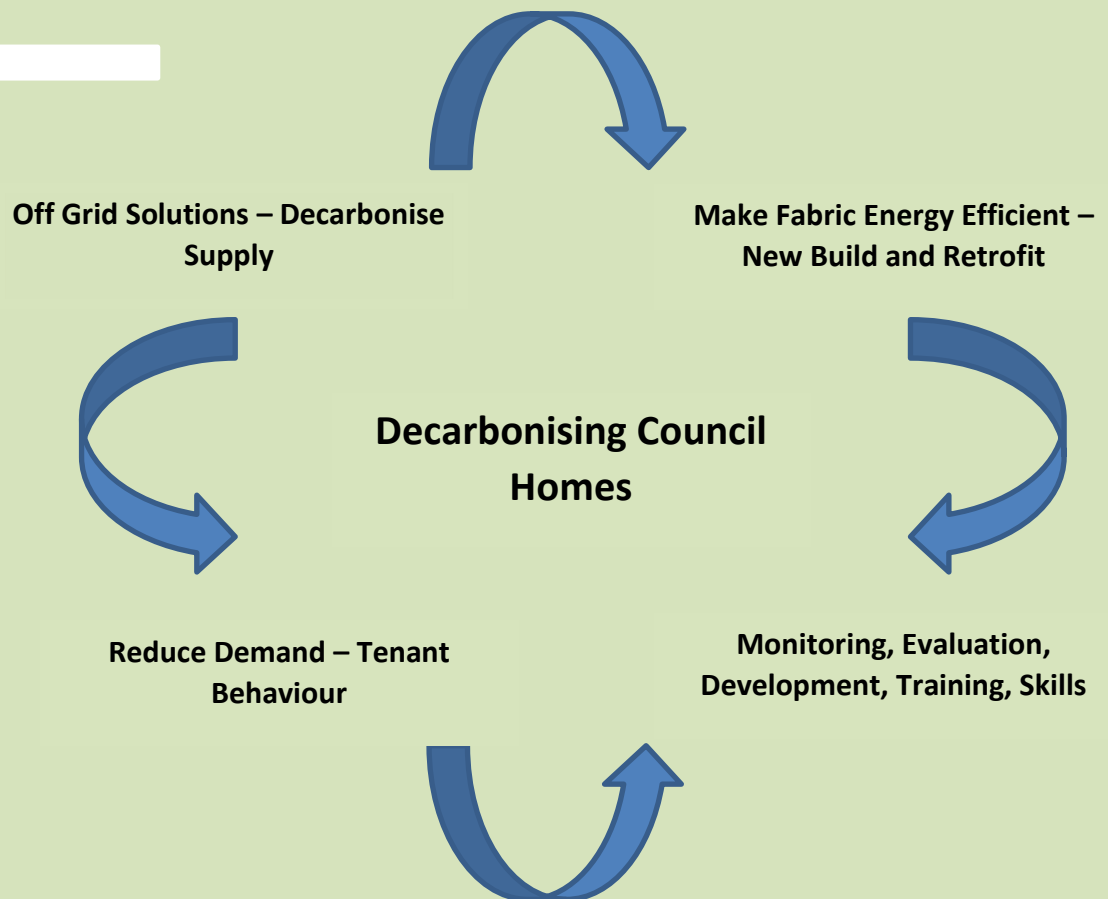 Off Grid Solutions – Decarbonise
Supply
Make Fabric Energy Efficient –
New Build and Retrofit
Decarbonising Council
Homes
Reduce Demand – Tenant
Behaviour
Monitoring, Evaluation,
Development, Training, Skills